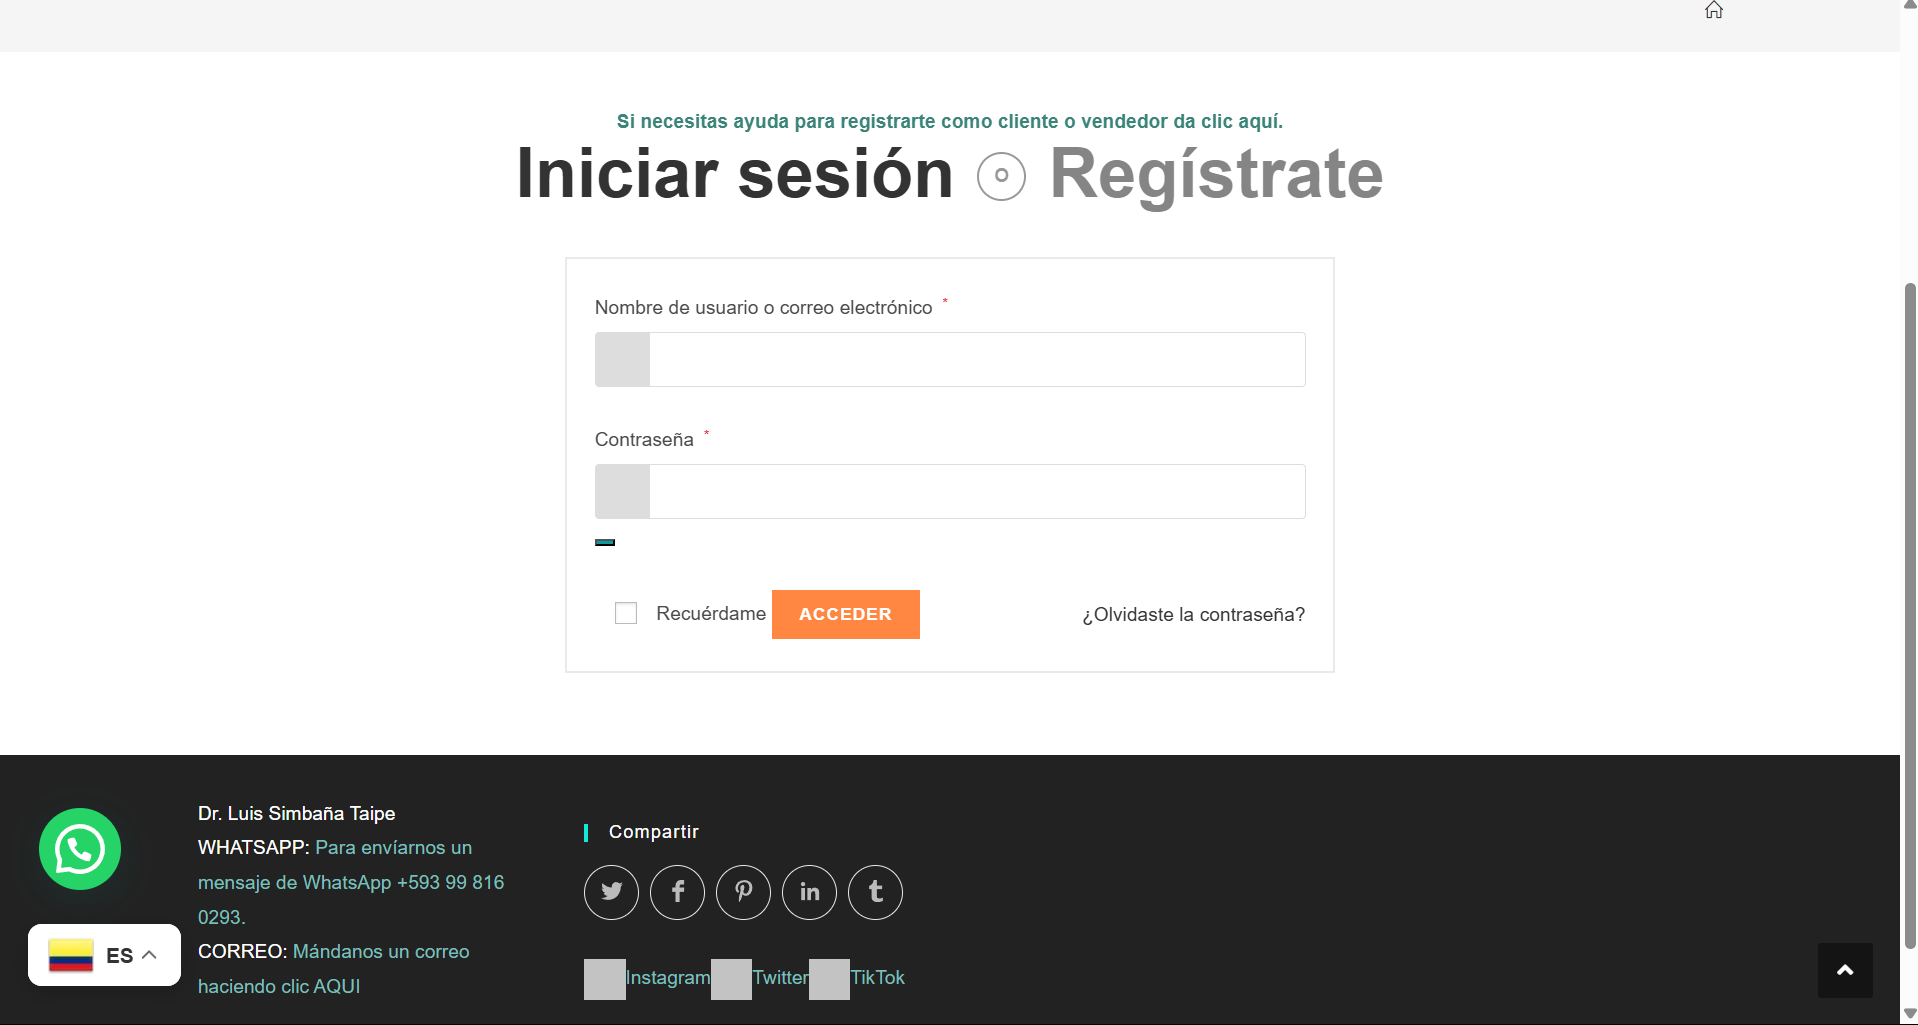 Si necesitas ayuda para registrarte como cliente o vendedor da clic aquí.
Iniciar sesión o Regístrate
Nombre de usuario o correo electrónico *
Contraseña *
Recuérdame ACCEDER ¿Olvidaste la contraseña?
Dr. Luis Simbaña Taipe
WHATSAPP: Para envíarnos un
mensaje de WhatsApp +593 99 816
0293.
CORREO: Mándanos un correo
haciendo clic AQUI
ES
Compartir
Instagram Twitter TikTok